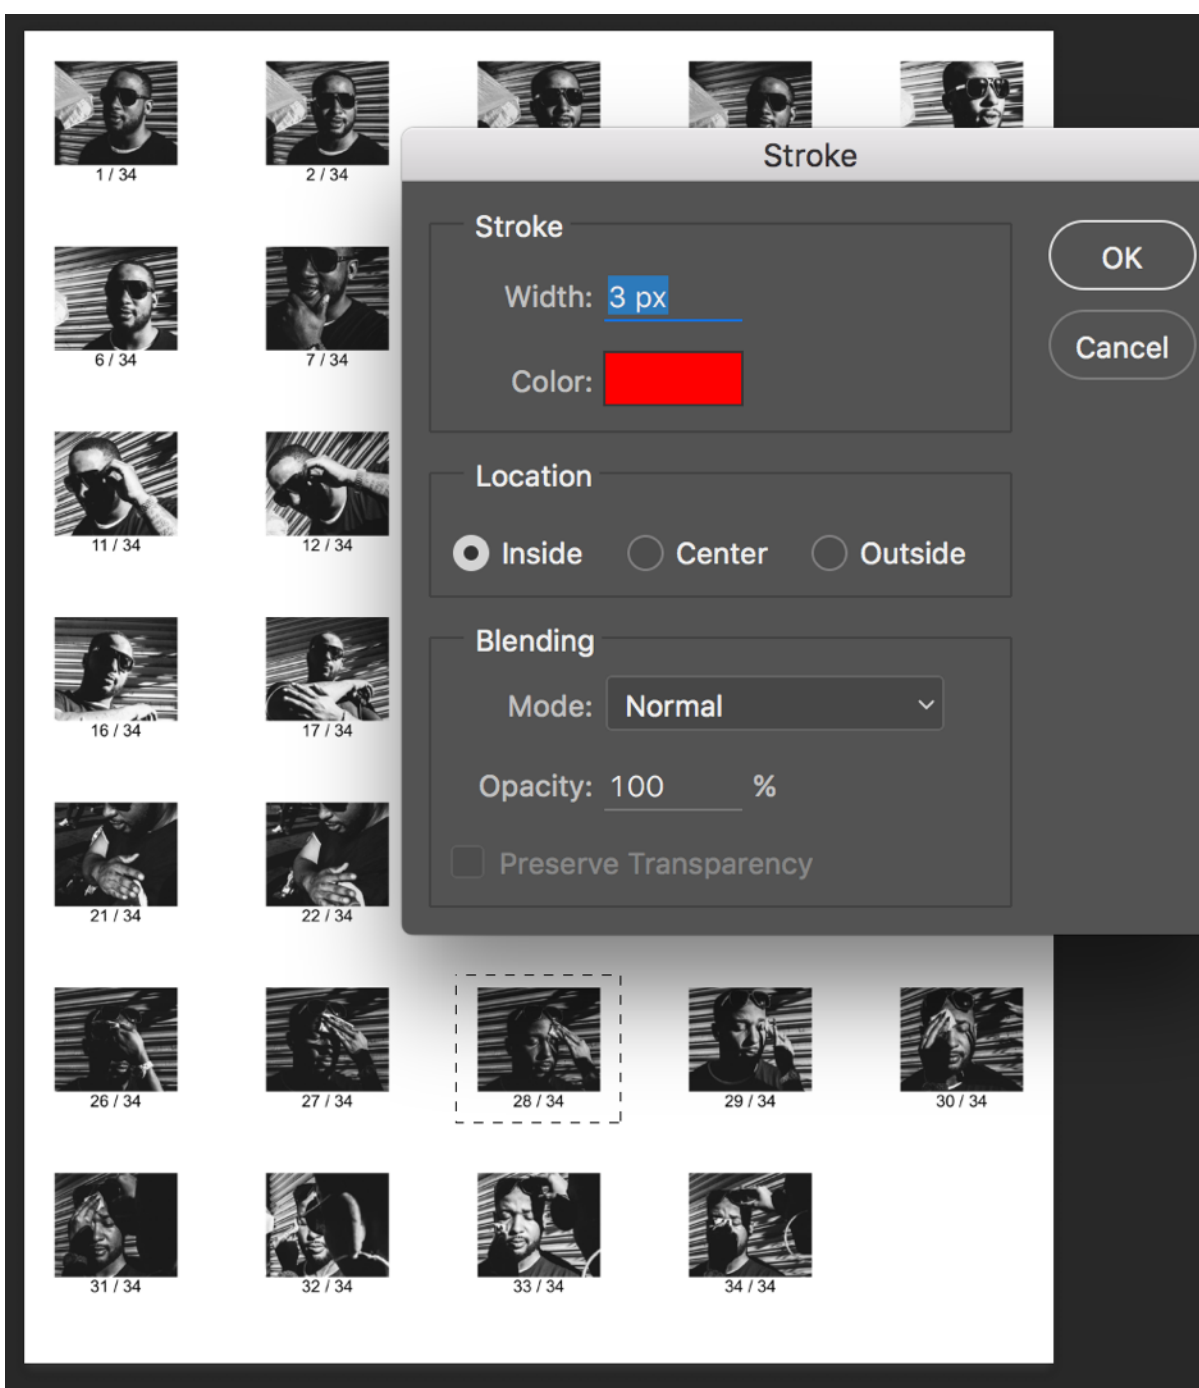 1 / 34
2 / 34
6 / 34
7 / 34
11 / 34
12 / 34
16 / 34
17 / 34
21 / 34
22 / 34
Stroke
Stroke
Width: 3 px
Color:
OK
Cancel
Location
Inside Center Outside
Blending
Mode: Normal
Opacity: 100 %
Preserve Transparency
26 / 34
27 / 34
28 / 34
29 / 34
30 / 34
31 / 34
32 / 34
33 / 34
34 / 34